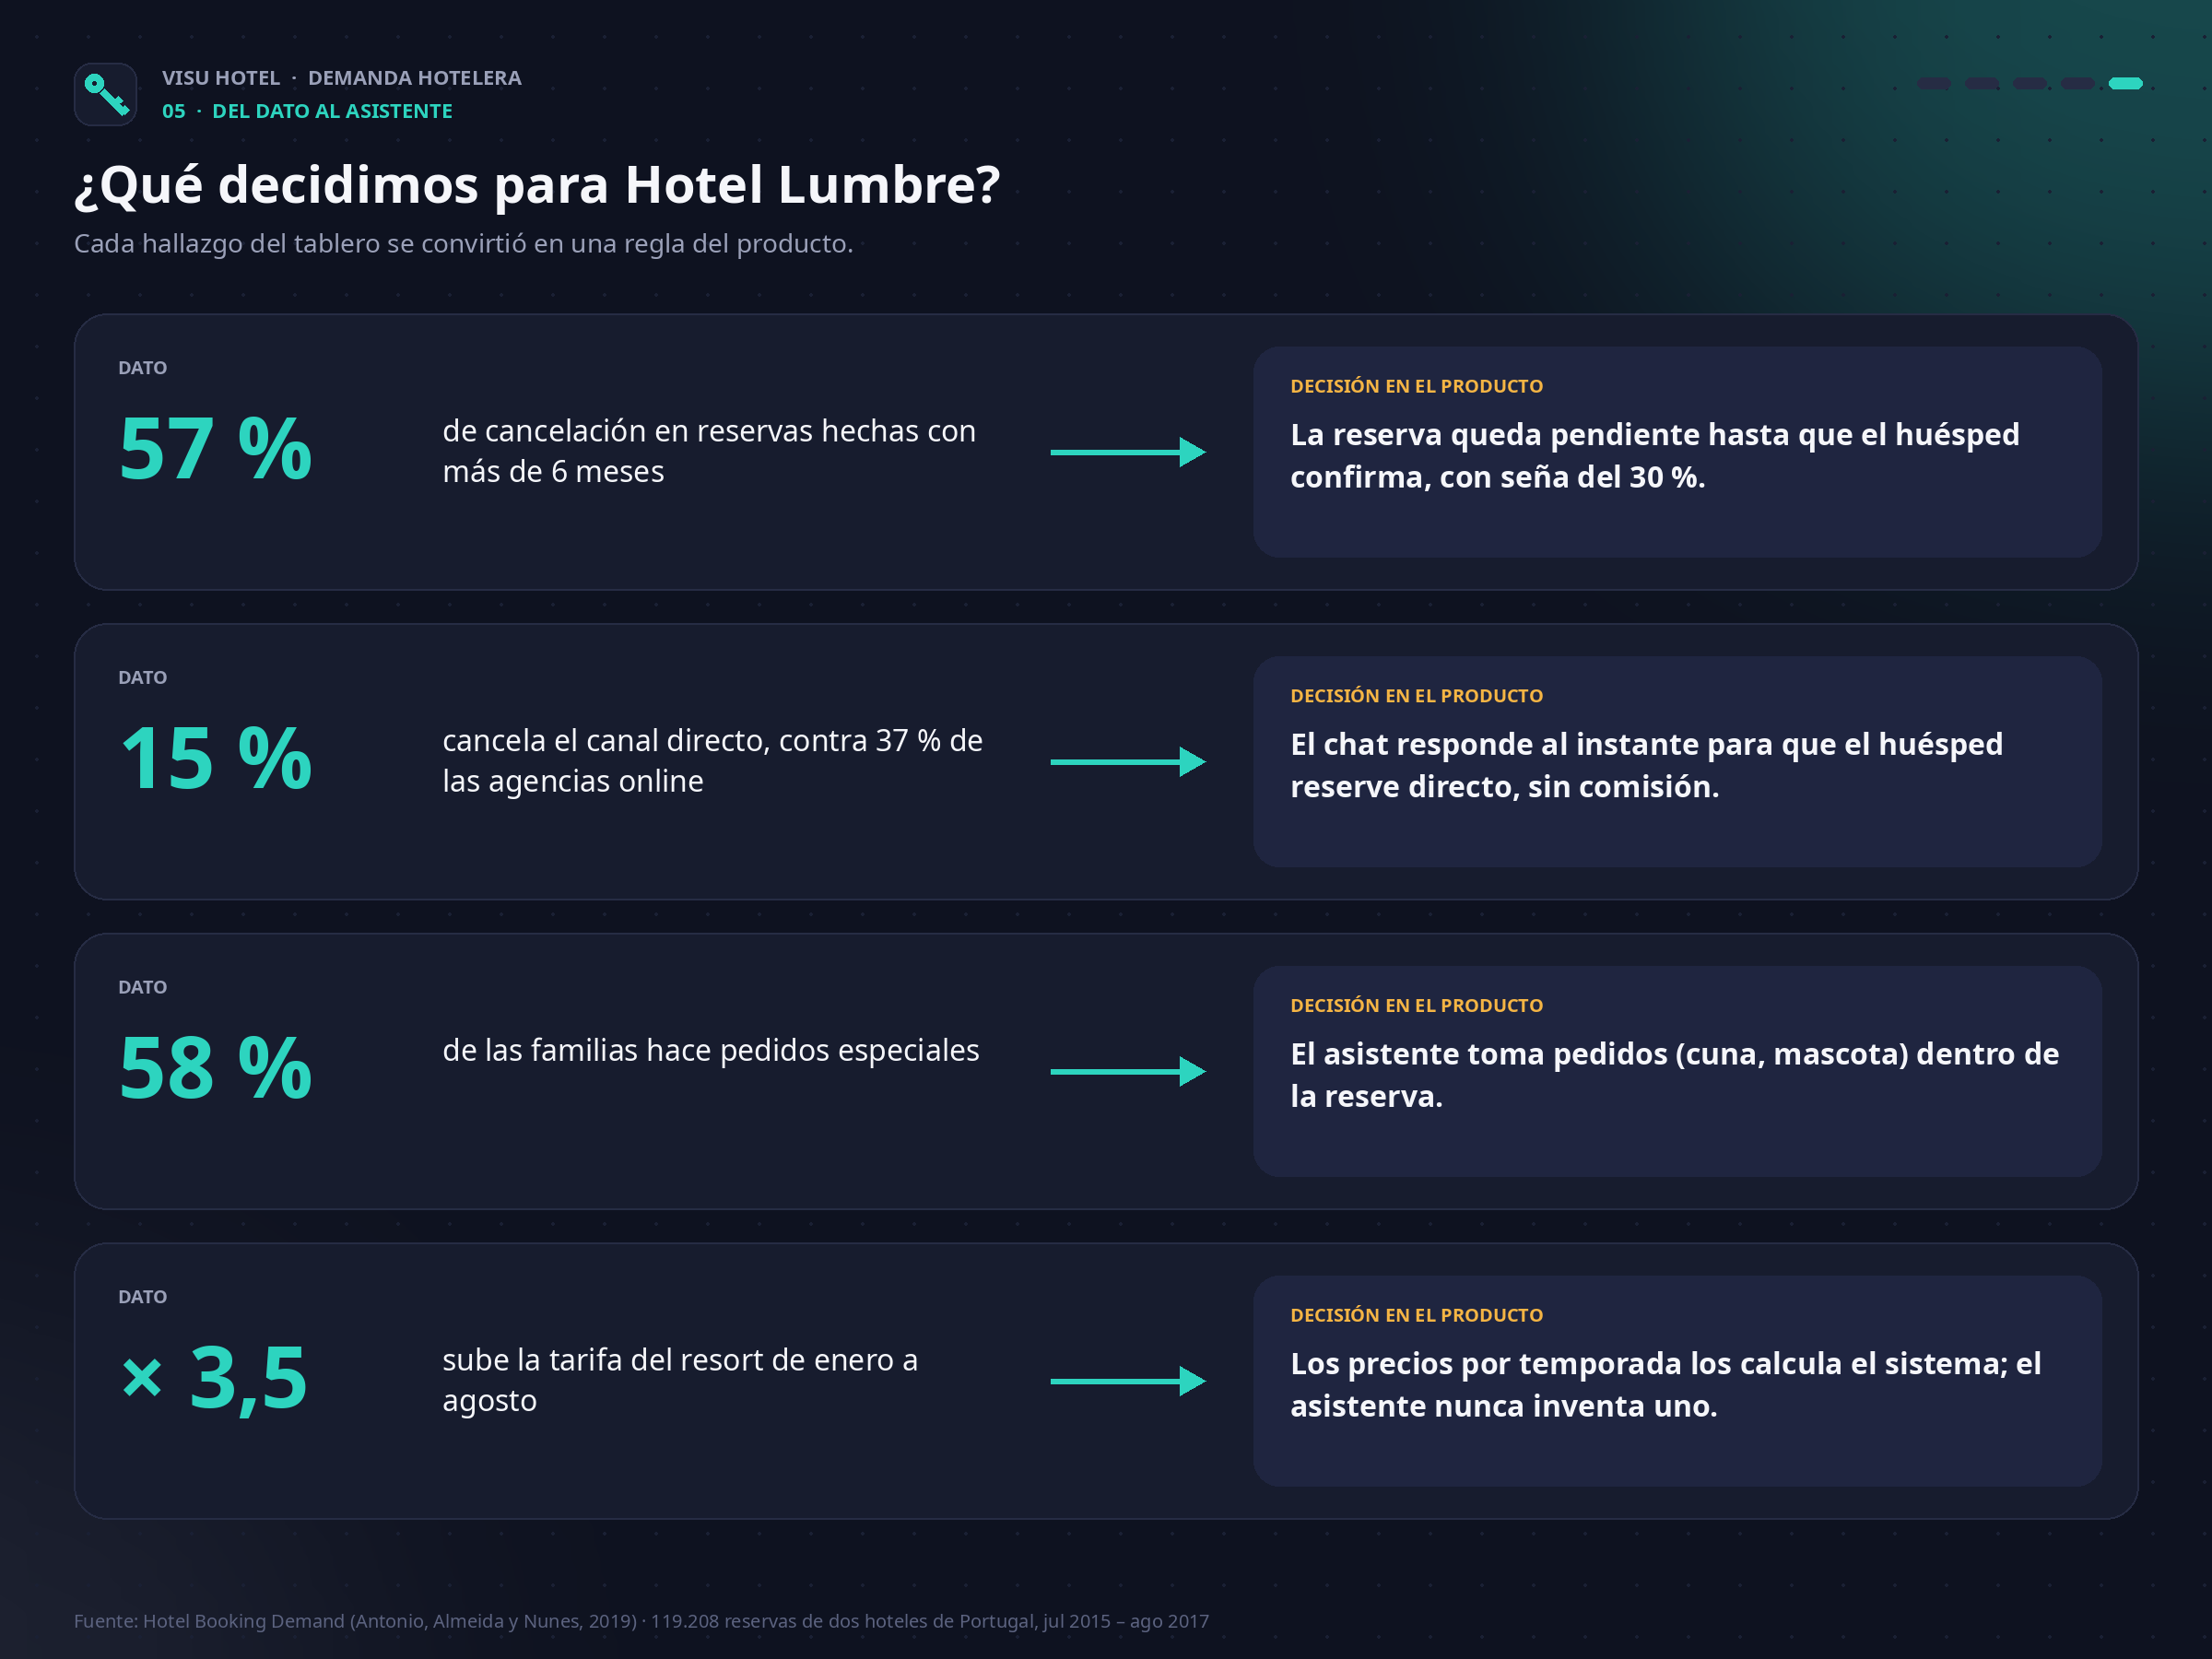 VISU HOTEL · DEMANDA HOTELERA
05 · DEL DATO AL ASISTENTE
¿Qué decidimos para Hotel Lumbre?
Cada hallazgo del tablero se convirtió en una regla del producto.
DATO
57 %
de cancelación en reservas hechas con
más de 6 meses
DECISIÓN EN EL PRODUCTO
La reserva queda pendiente hasta que el huésped
confirma, con seña del 30 %.
DATO
15 %
cancela el canal directo, contra 37 % de
las agencias online
DECISIÓN EN EL PRODUCTO
El chat responde al instante para que el huésped
reserve directo, sin comisión.
DATO
58 %
de las familias hace pedidos especiales
DECISIÓN EN EL PRODUCTO
El asistente toma pedidos (cuna, mascota) dentro de
la reserva.
DATO
× 3,5
sube la tarifa del resort de enero a
agosto
DECISIÓN EN EL PRODUCTO
Los precios por temporada los calcula el sistema; el
asistente nunca inventa uno.
Fuente: Hotel Booking Demand (Antonio, Almeida y Nunes, 2019) · 119.208 reservas de dos hoteles de Portugal, jul 2015 – ago 2017